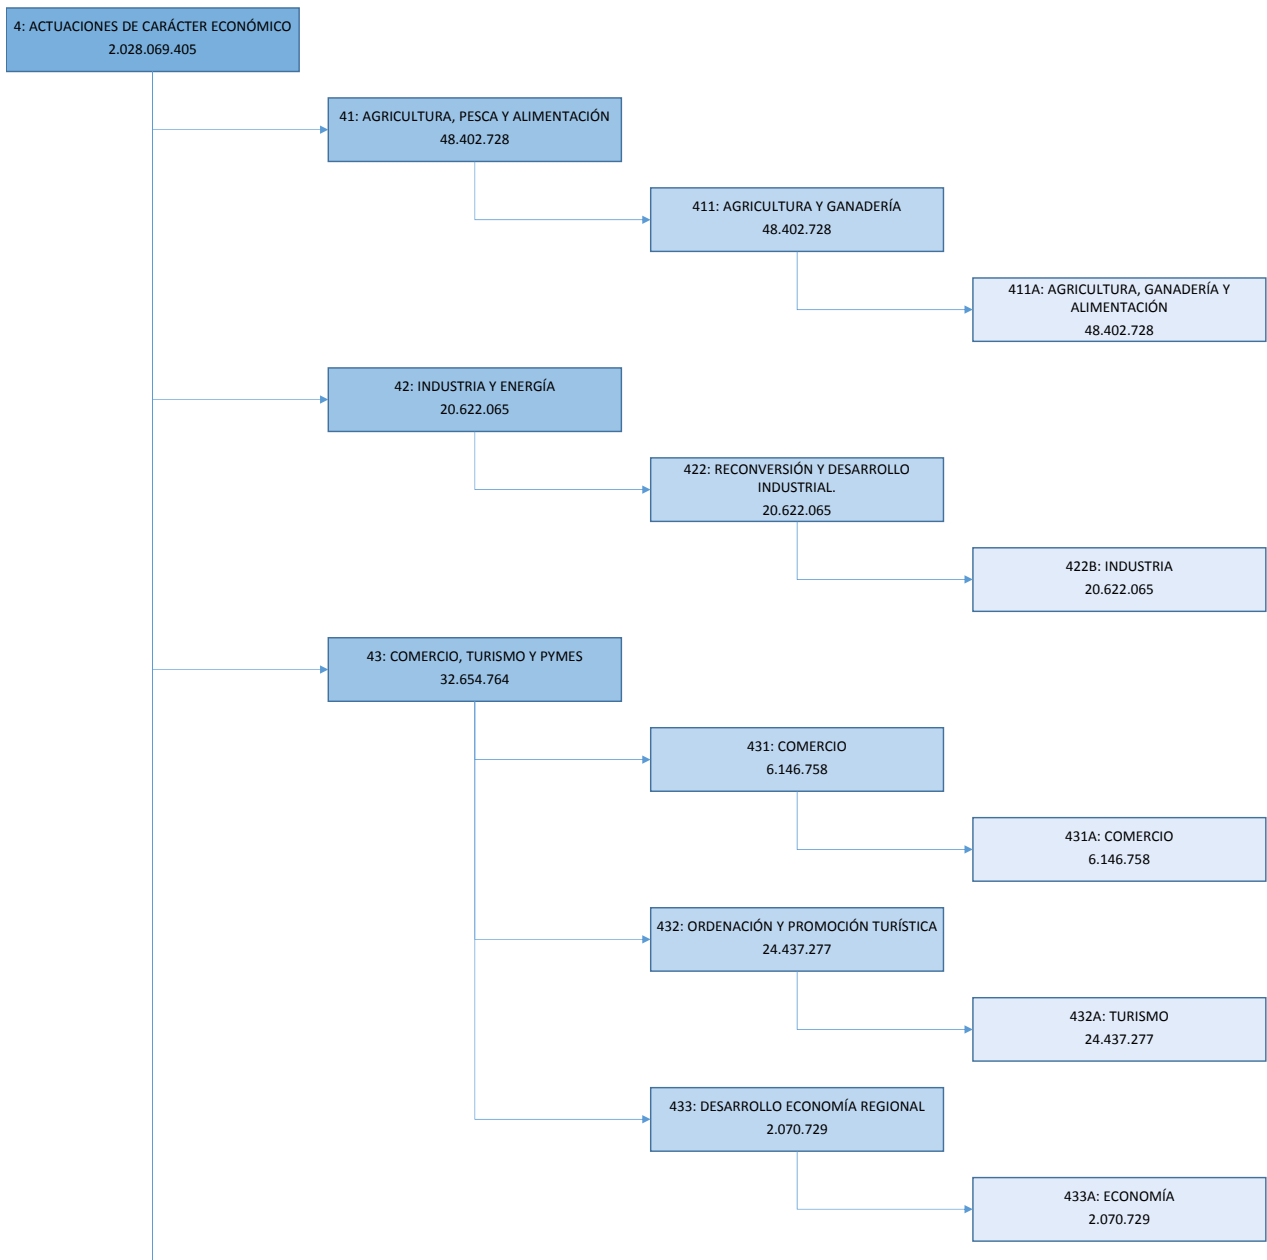 4: ACTUACIONES DE CARÁCTER ECONÓMICO
2.028.069.405
41: AGRICULTURA, PESCA Y ALIMENTACIÓN
48.402.728
411: AGRICULTURA Y GANADERÍA
48.402.728
411A: AGRICULTURA, GANADERÍA Y
ALIMENTACIÓN
48.402.728
42: INDUSTRIA Y ENERGÍA
20.622.065
422: RECONVERSIÓN Y DESARROLLO
INDUSTRIAL.
20.622.065
422B: INDUSTRIA
20.622.065
43: COMERCIO, TURISMO Y PYMES
32.654.764
431: COMERCIO
6.146.758
431A: COMERCIO
6.146.758
432: ORDENACIÓN Y PROMOCIÓN TURÍSTICA
24.437.277
432A: TURISMO
24.437.277
433: DESARROLLO ECONOMÍA REGIONAL
2.070.729
433A: ECONOMÍA
2.070.729